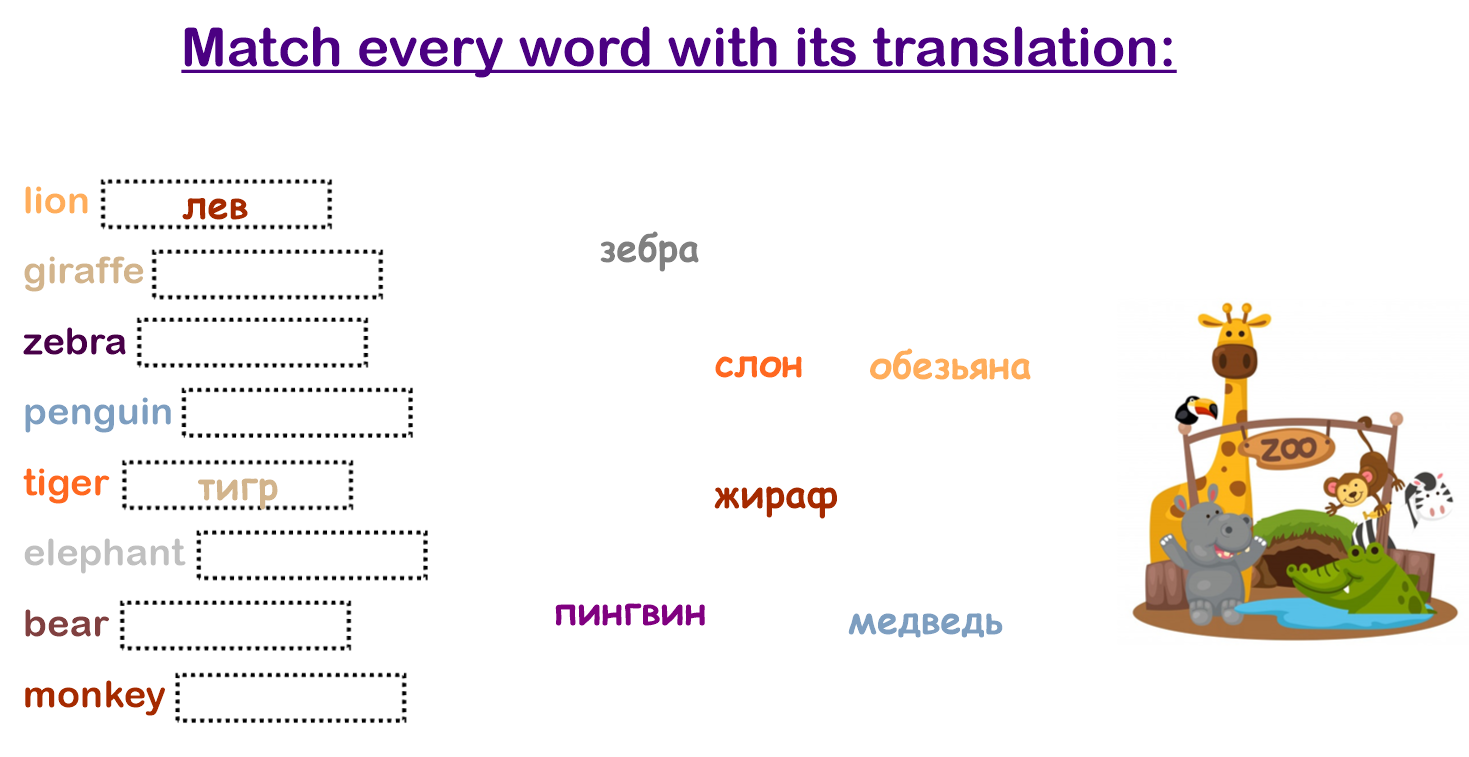 Match every word with its translation:
lion лев
giraffe
зебра
zebra
слон обезьяна
penguin
ZOO
tiger тигр
жираф
elephant
bear
пингвин медведь
monkey